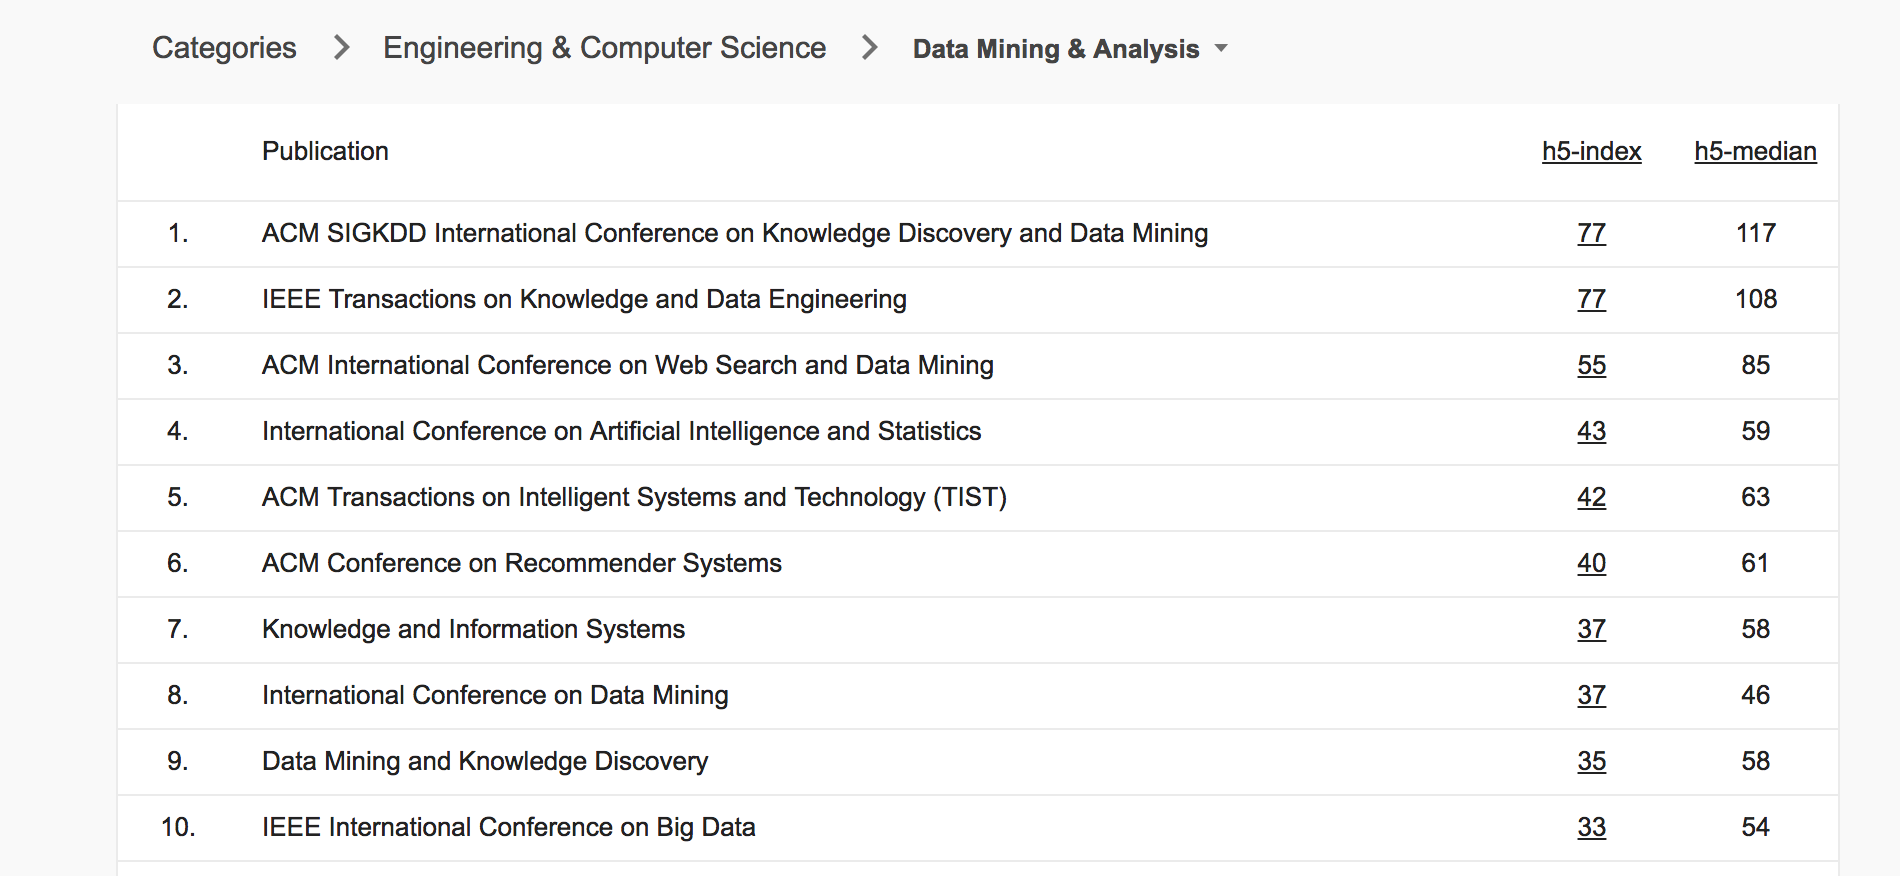 Categories > Engineering & Computer Science > Data Mining & Analysis
Publication h5-index h5-median
1. ACM SIGKDD International Conference on Knowledge Discovery and Data Mining 77 117
2. IEEE Transactions on Knowledge and Data Engineering 77 108
3. ACM International Conference on Web Search and Data Mining 55 85
4. International Conference on Artificial Intelligence and Statistics 43 59
5. ACM Transactions on Intelligent Systems and Technology (TIST) 42 63
6. ACM Conference on Recommender Systems 40 61
7. Knowledge and Information Systems 37 58
8. International Conference on Data Mining 37 46
9. Data Mining and Knowledge Discovery 35 58
10. IEEE International Conference on Big Data 33 54